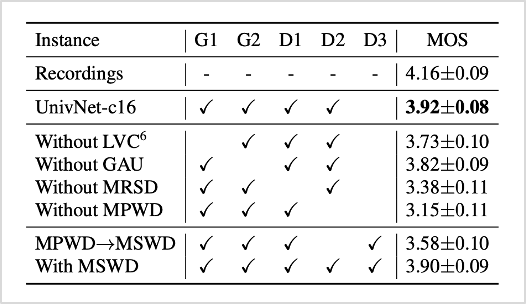 Instance G1 G2 D1 D2 D3 MOS
Recordings - - - - - 4.16±0.09
UnivNet-c16 ✓ ✓ ✓ ✓ 3.92±0.08
Without LVC⁶ ✓ ✓ ✓ 3.73±0.10
Without GAU ✓ ✓ ✓ 3.82±0.09
Without MRSD ✓ ✓ ✓ 3.38±0.11
Without MPWD ✓ ✓ ✓ 3.15±0.11
MPWD→MSWD ✓ ✓ ✓ ✓ 3.58±0.10
With MSWD ✓ ✓ ✓ ✓ ✓ 3.90±0.09